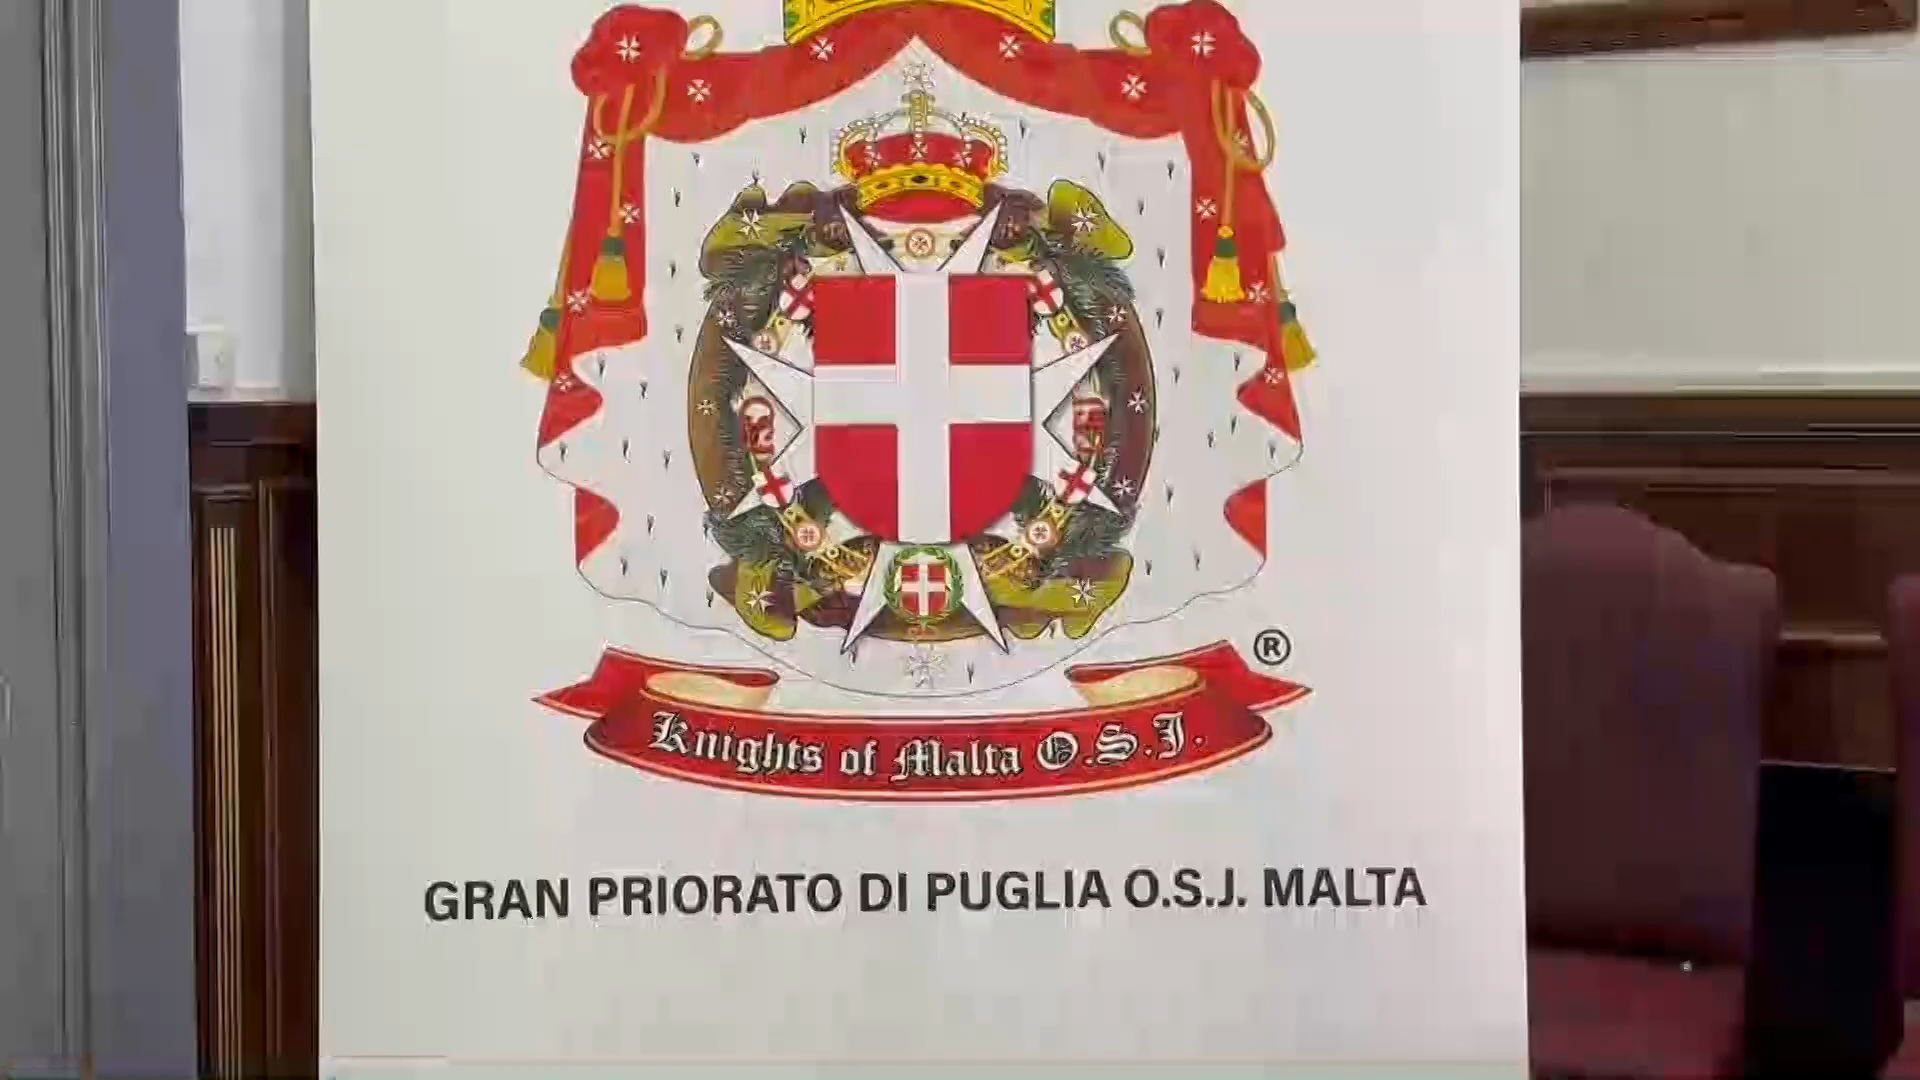 ®
Knights of Malta O.S.J.
GRAN PRIORATO DI PUGLIA O.S.J. MALTA